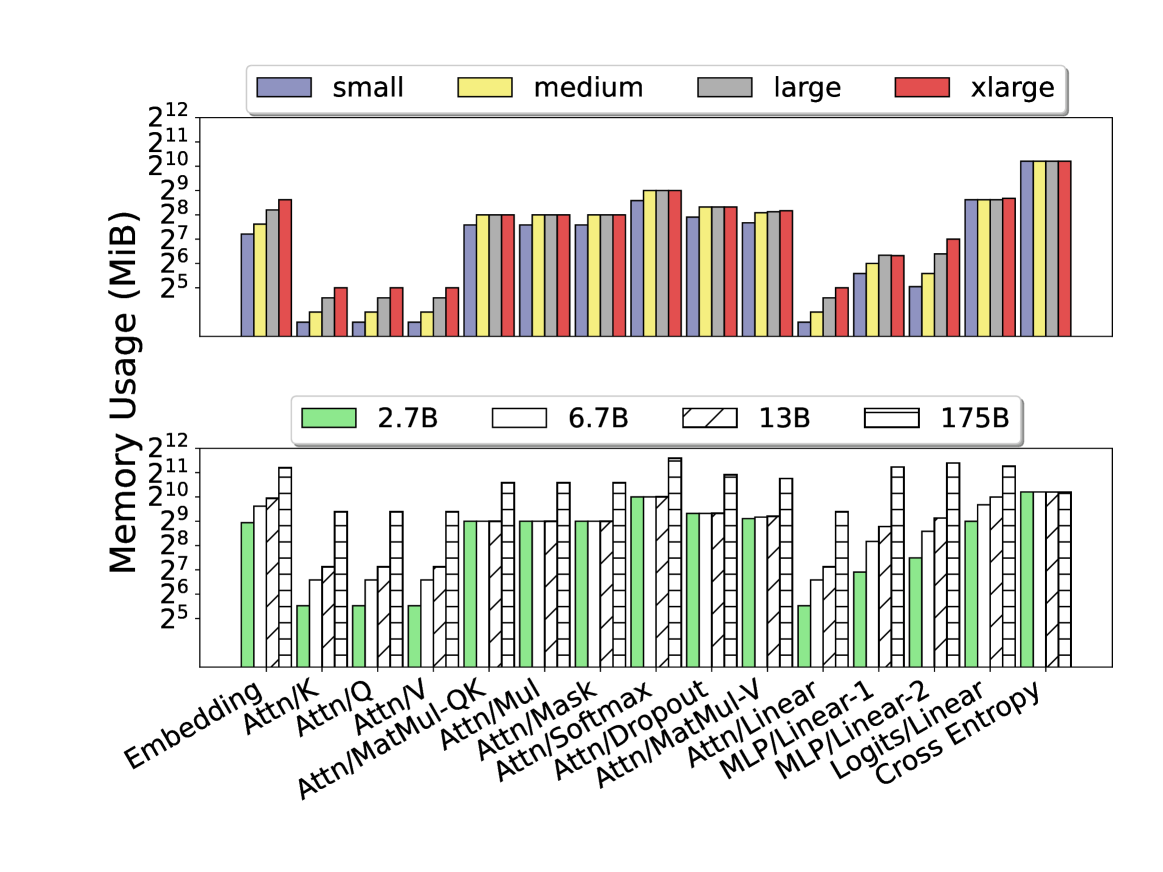 small medium large xlarge
2^12
2^11
2^10
2^9
2^8
2^7
2^6
2^5
Memory Usage (MiB)
2.7B 6.7B 13B 175B
2^12
2^11
2^10
2^9
2^8
2^7
2^6
2^5
Embedding
Attn/K
Attn/Q
Attn/V
Attn/MatMul-QK
Attn/Mul
Attn/Mask
Attn/Softmax
Attn/Dropout
Attn/MatMul-V
Attn/Linear
MLP/Linear-1
MLP/Linear-2
Logits/Linear
Cross Entropy